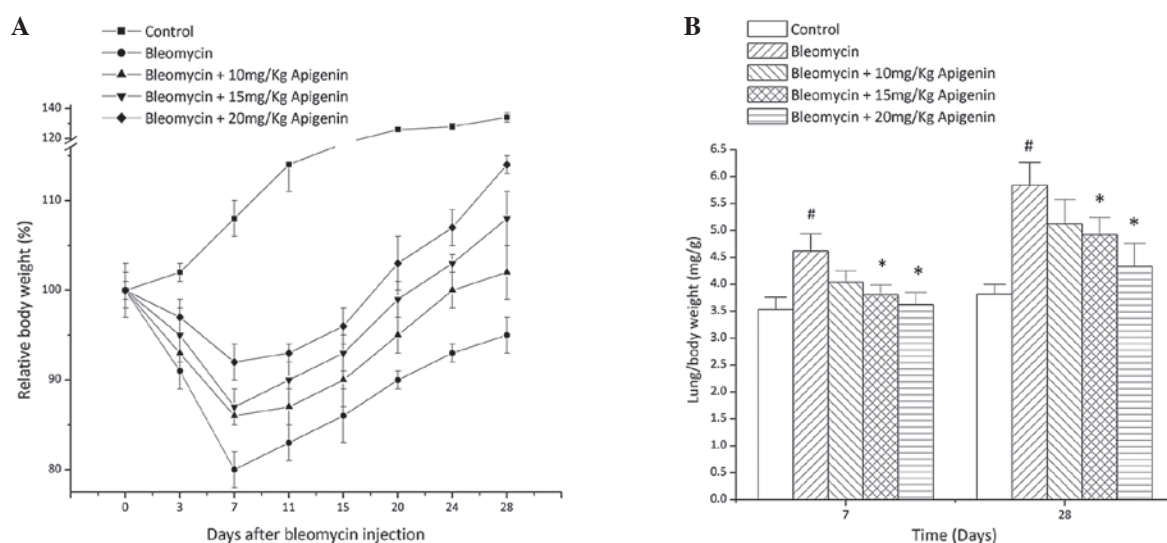 A
Control
Bleomycin
Bleomycin + 10mg/Kg Apigenin
Bleomycin + 15mg/Kg Apigenin
Bleomycin + 20mg/Kg Apigenin
140
130
120
110
100
90
80
Relative body weight (%)
0 3 7 11 15 20 24 28
Days after bleomycin injection
B
Control
Bleomycin
Bleomycin + 10mg/Kg Apigenin
Bleomycin + 15mg/Kg Apigenin
Bleomycin + 20mg/Kg Apigenin
6.5
6.0
5.5
5.0
4.5
4.0
3.5
3.0
2.5
2.0
1.5
1.0
0.5
0.0
Lung/body weight (mg/g)
#
* *
#
*
*
7 28
Time (Days)